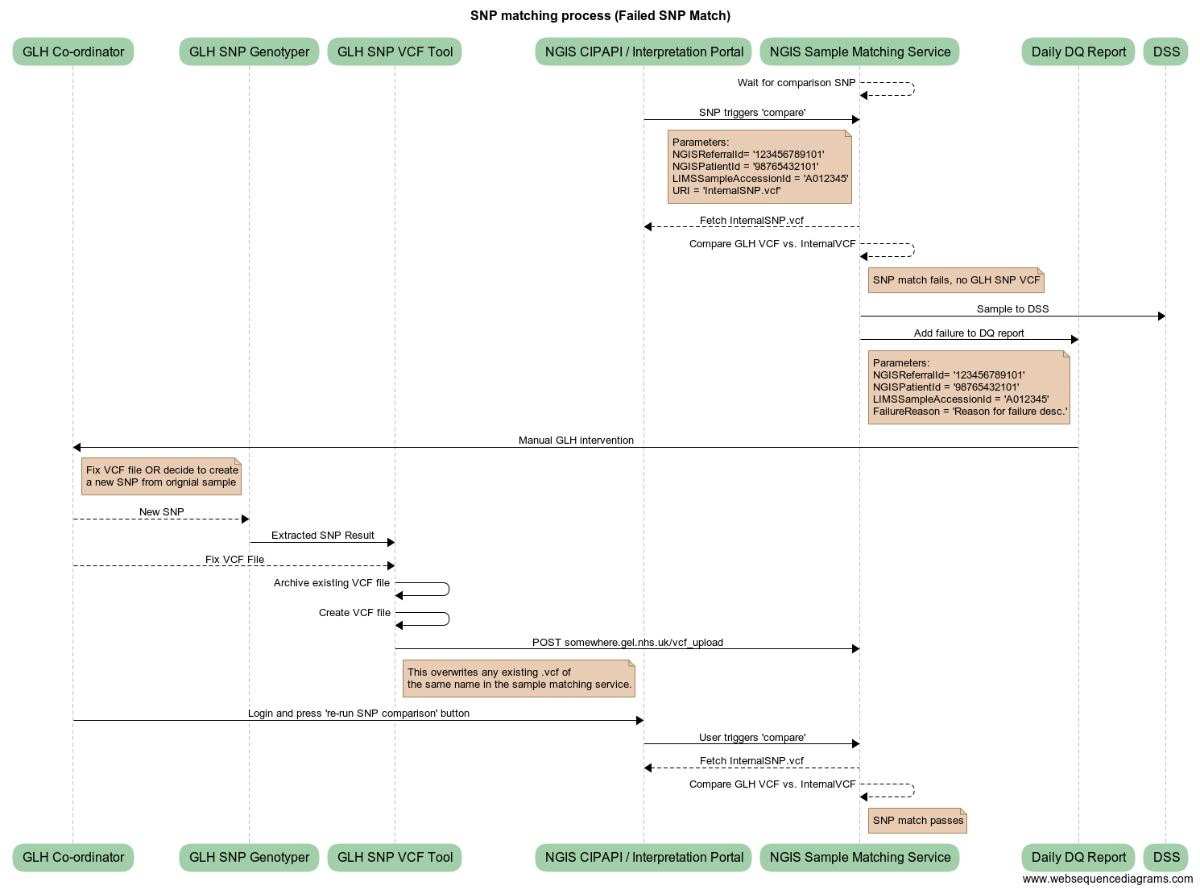 SNP matching process (Failed SNP Match)
GLH Co-ordinator
GLH SNP Genotyper
GLH SNP VCF Tool
NGIS CIPAPI / Interpretation Portal
NGIS Sample Matching Service
Daily DQ Report
DSS
Wait for comparison SNP
SNP triggers 'compare'
Parameters:
NGISReferralId= '123456789101'
NGISPatientId = '98765432101'
LIMSSampleAccessionId = 'A012345'
URI = 'InternalSNP.vcf'
Fetch InternalSNP.vcf
Compare GLH VCF vs. InternalVCF
SNP match fails, no GLH SNP VCF
Sample to DSS
Add failure to DQ report
Parameters:
NGISReferralId= '123456789101'
NGISPatientId = '98765432101'
LIMSSampleAccessionId = 'A012345'
FailureReason = 'Reason for failure desc.'
Manual GLH intervention
Fix VCF file OR decide to create
a new SNP from orignial sample
New SNP
Extracted SNP Result
Fix VCF File
Archive existing VCF file
Create VCF file
POST somewhere.gel.nhs.uk/vcf_upload
This overwrites any existing .vcf of
the same name in the sample matching service.
Login and press 're-run SNP comparison' button
User triggers 'compare'
Fetch InternalSNP.vcf
Compare GLH VCF vs. InternalVCF
SNP match passes
GLH Co-ordinator
GLH SNP Genotyper
GLH SNP VCF Tool
NGIS CIPAPI / Interpretation Portal
NGIS Sample Matching Service
Daily DQ Report
DSS
www.websequencediagrams.com